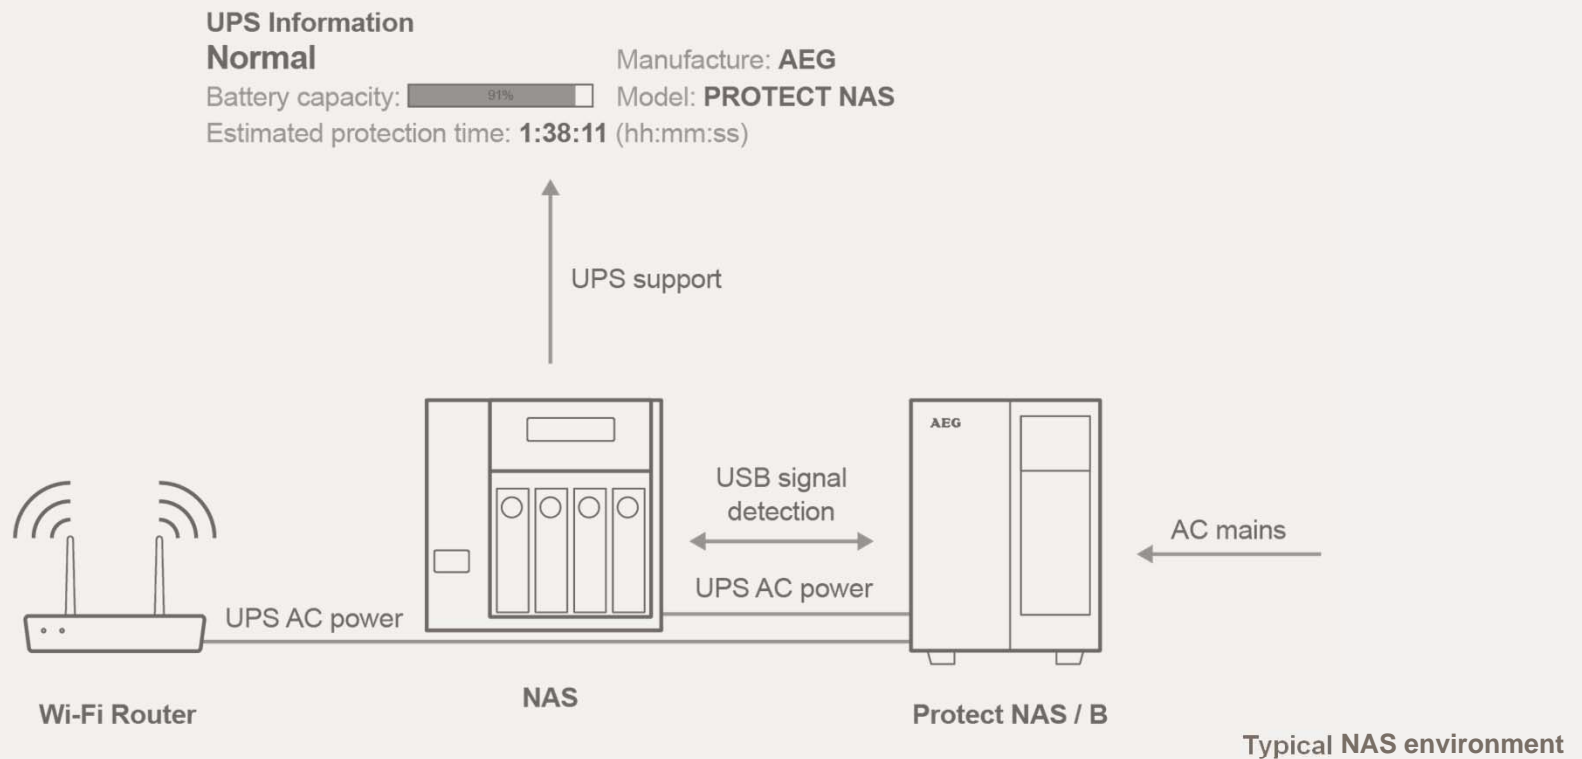 UPS Information
Normal
Manufacture: AEG
Battery capacity: 91%
Model: PROTECT NAS
Estimated protection time: 1:38:11 (hh:mm:ss)
UPS support
AEG
USB signal
detection
AC mains
UPS AC power
UPS AC power
NAS
Wi-Fi Router
Protect NAS / B
Typical NAS environment